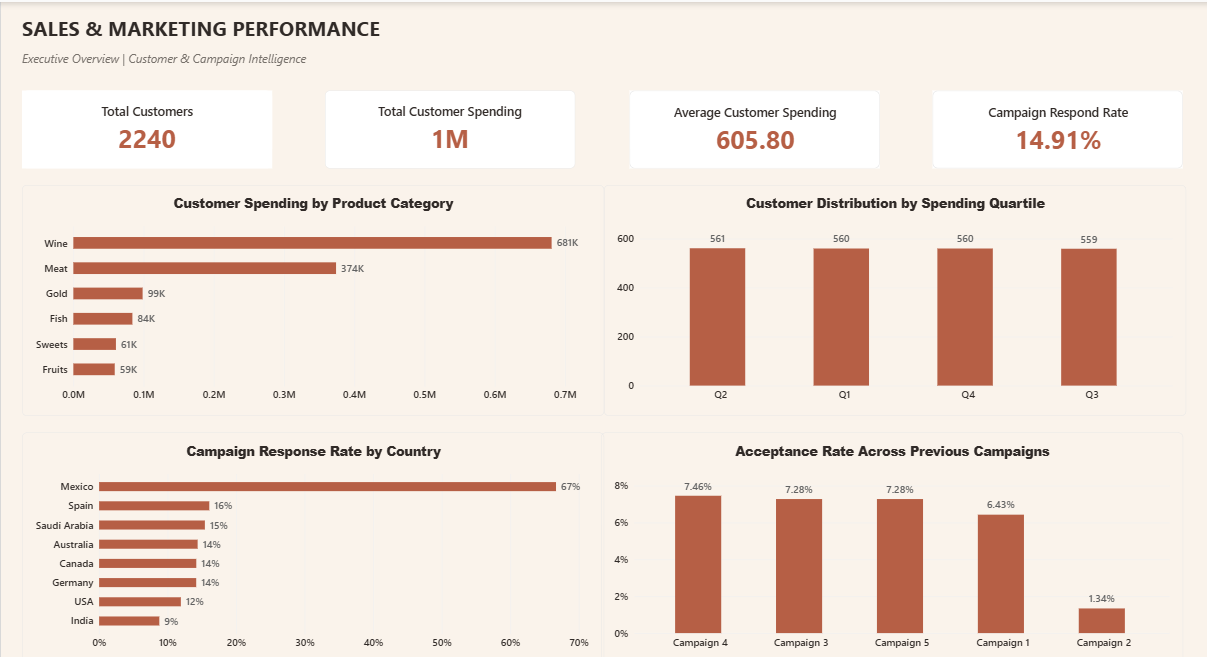 SALES & MARKETING PERFORMANCE
Executive Overview | Customer & Campaign Intelligence
Total Customers
2240
Total Customer Spending
1M
Average Customer Spending
605.80
Campaign Respond Rate
14.91%
Customer Spending by Product Category
Wine 681K
Meat 374K
Gold 99K
Fish 84K
Sweets 61K
Fruits 59K
0.0M 0.1M 0.2M 0.3M 0.4M 0.5M 0.6M 0.7M
Customer Distribution by Spending Quartile
600
400
200
0
561 560 560 559
Q2 Q1 Q4 Q3
Campaign Response Rate by Country
Mexico 67%
Spain 16%
Saudi Arabia 15%
Australia 14%
Canada 14%
Germany 14%
USA 12%
India 9%
0% 10% 20% 30% 40% 50% 60% 70%
Acceptance Rate Across Previous Campaigns
8%
6%
4%
2%
0%
7.46% 7.28% 7.28% 6.43% 1.34%
Campaign 4 Campaign 3 Campaign 5 Campaign 1 Campaign 2